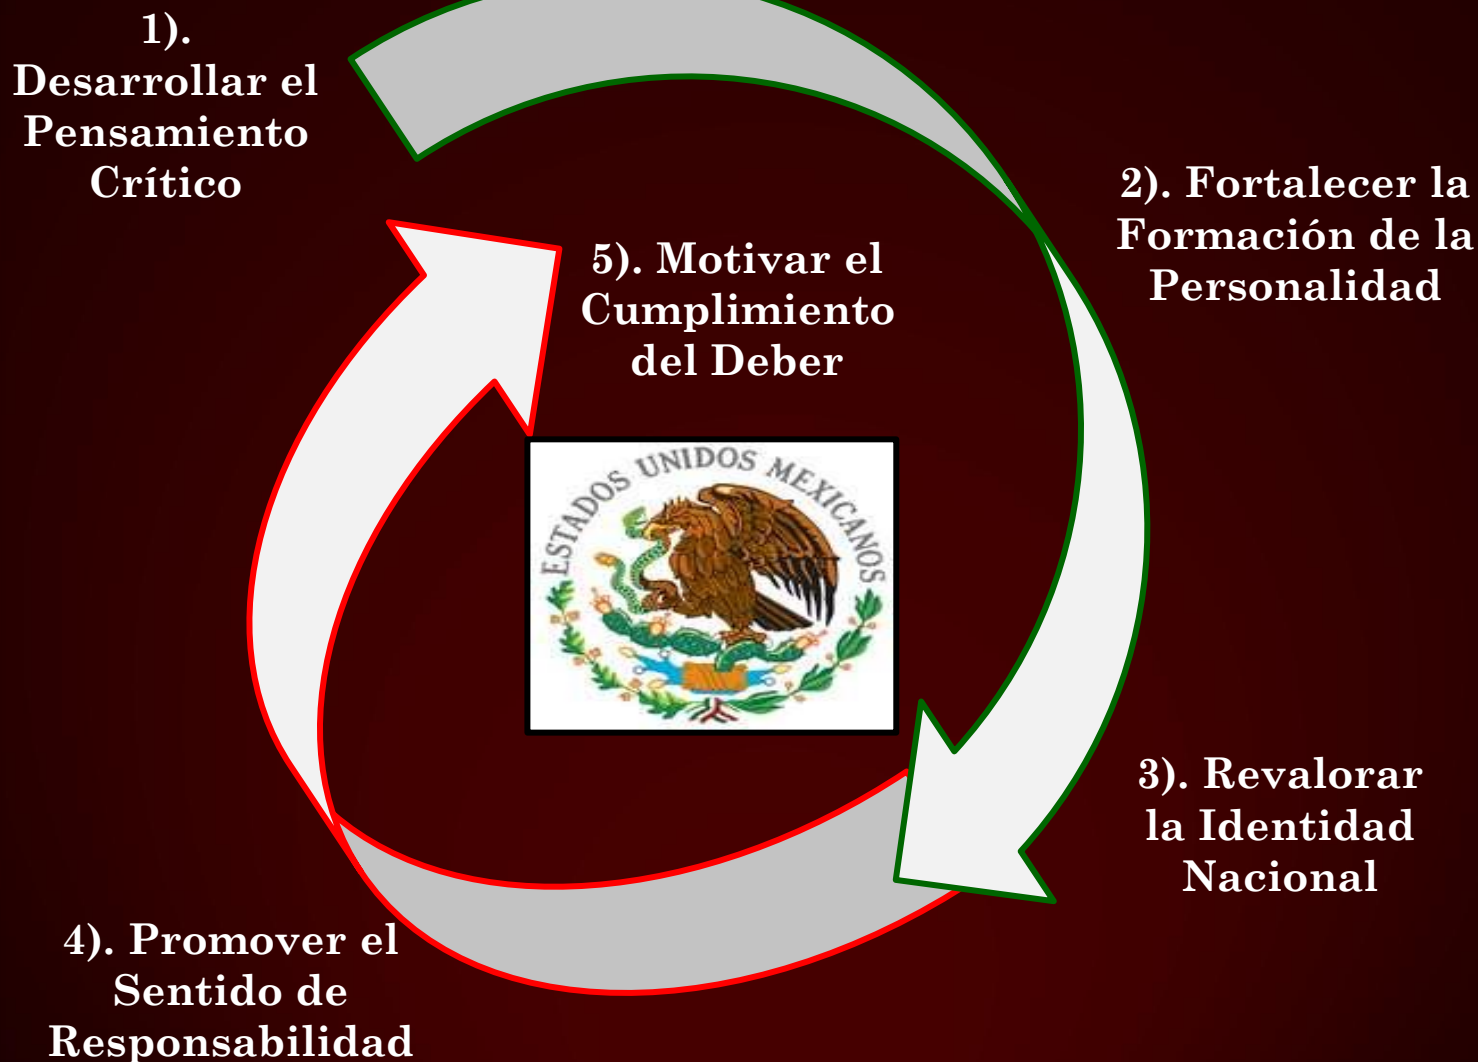 1).
Desarrollar el
Pensamiento
Crítico
2). Fortalecer la
Formación de la
Personalidad
3). Revalorar
la Identidad
Nacional
4). Promover el
Sentido de
Responsabilidad
5). Motivar el
Cumplimiento
del Deber
ESTADOS UNIDOS MEXICANOS